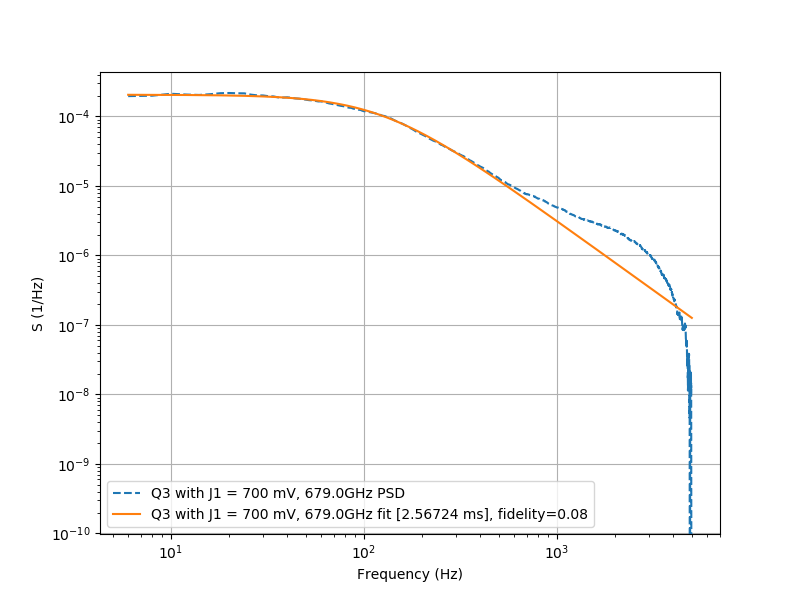 10⁻⁴
10⁻⁵
10⁻⁶
10⁻⁷
10⁻⁸
10⁻⁹
10⁻¹⁰
S (1/Hz)
Q3 with J1 = 700 mV, 679.0GHz PSD
Q3 with J1 = 700 mV, 679.0GHz fit [2.56724 ms], fidelity=0.08
10¹ 10² 10³
Frequency (Hz)